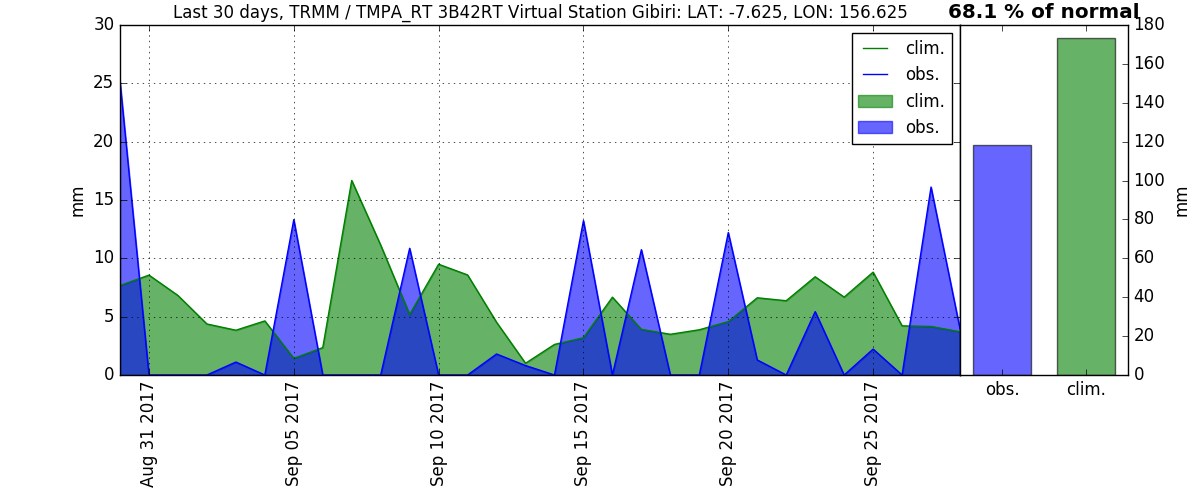 Last 30 days, TRMM / TMPA_RT 3B42RT Virtual Station Gibiri: LAT: -7.625, LON: 156.625
68.1 % of normal
30
25
20
15
10
5
0
mm
clim.
obs.
clim.
obs.
180
160
140
120
100
80
60
40
20
0
mm
Aug 31 2017
Sep 05 2017
Sep 10 2017
Sep 15 2017
Sep 20 2017
Sep 25 2017
obs.
clim.